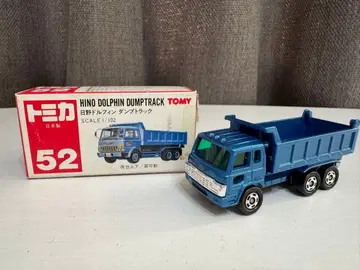 トミカ
日本製
52
HINO DOLPHIN DUMPTRACK TOMY
日野ドルフィン ダンプトラック
SCALE 1/102